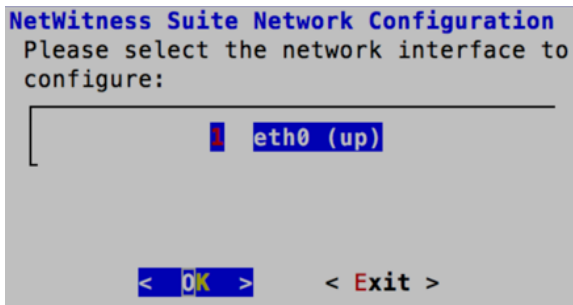 NetWitness Suite Network Configuration
Please select the network interface to
configure:
1 eth0 (up)
< OK > < Exit >